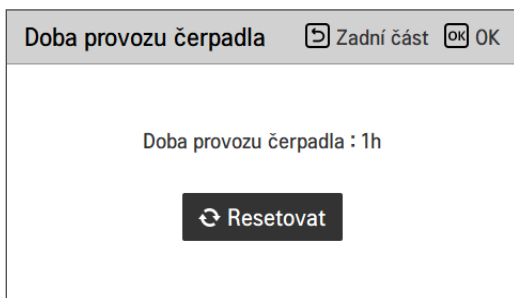 Doba provozu čerpadla Zadní část OK OK
Doba provozu čerpadla : 1h
Resetovat